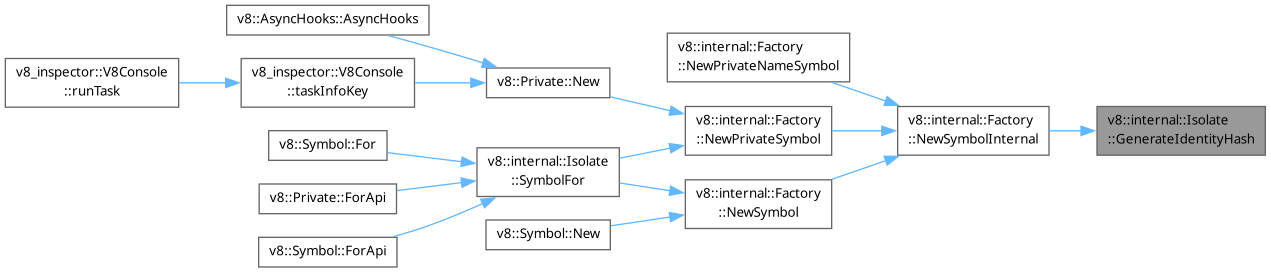 v8::AsyncHooks::AsyncHooks
v8_inspector::V8Console
::runTask
v8_inspector::V8Console
::taskInfoKey
v8::Private::New
v8::internal::Factory
::NewPrivateNameSymbol
v8::internal::Factory
::NewPrivateSymbol
v8::internal::Factory
::NewSymbolInternal
v8::internal::Isolate
::GenerateIdentityHash
v8::Symbol::For
v8::internal::Isolate
::SymbolFor
v8::Private::ForApi
v8::internal::Factory
::NewSymbol
v8::Symbol::New
v8::Symbol::ForApi